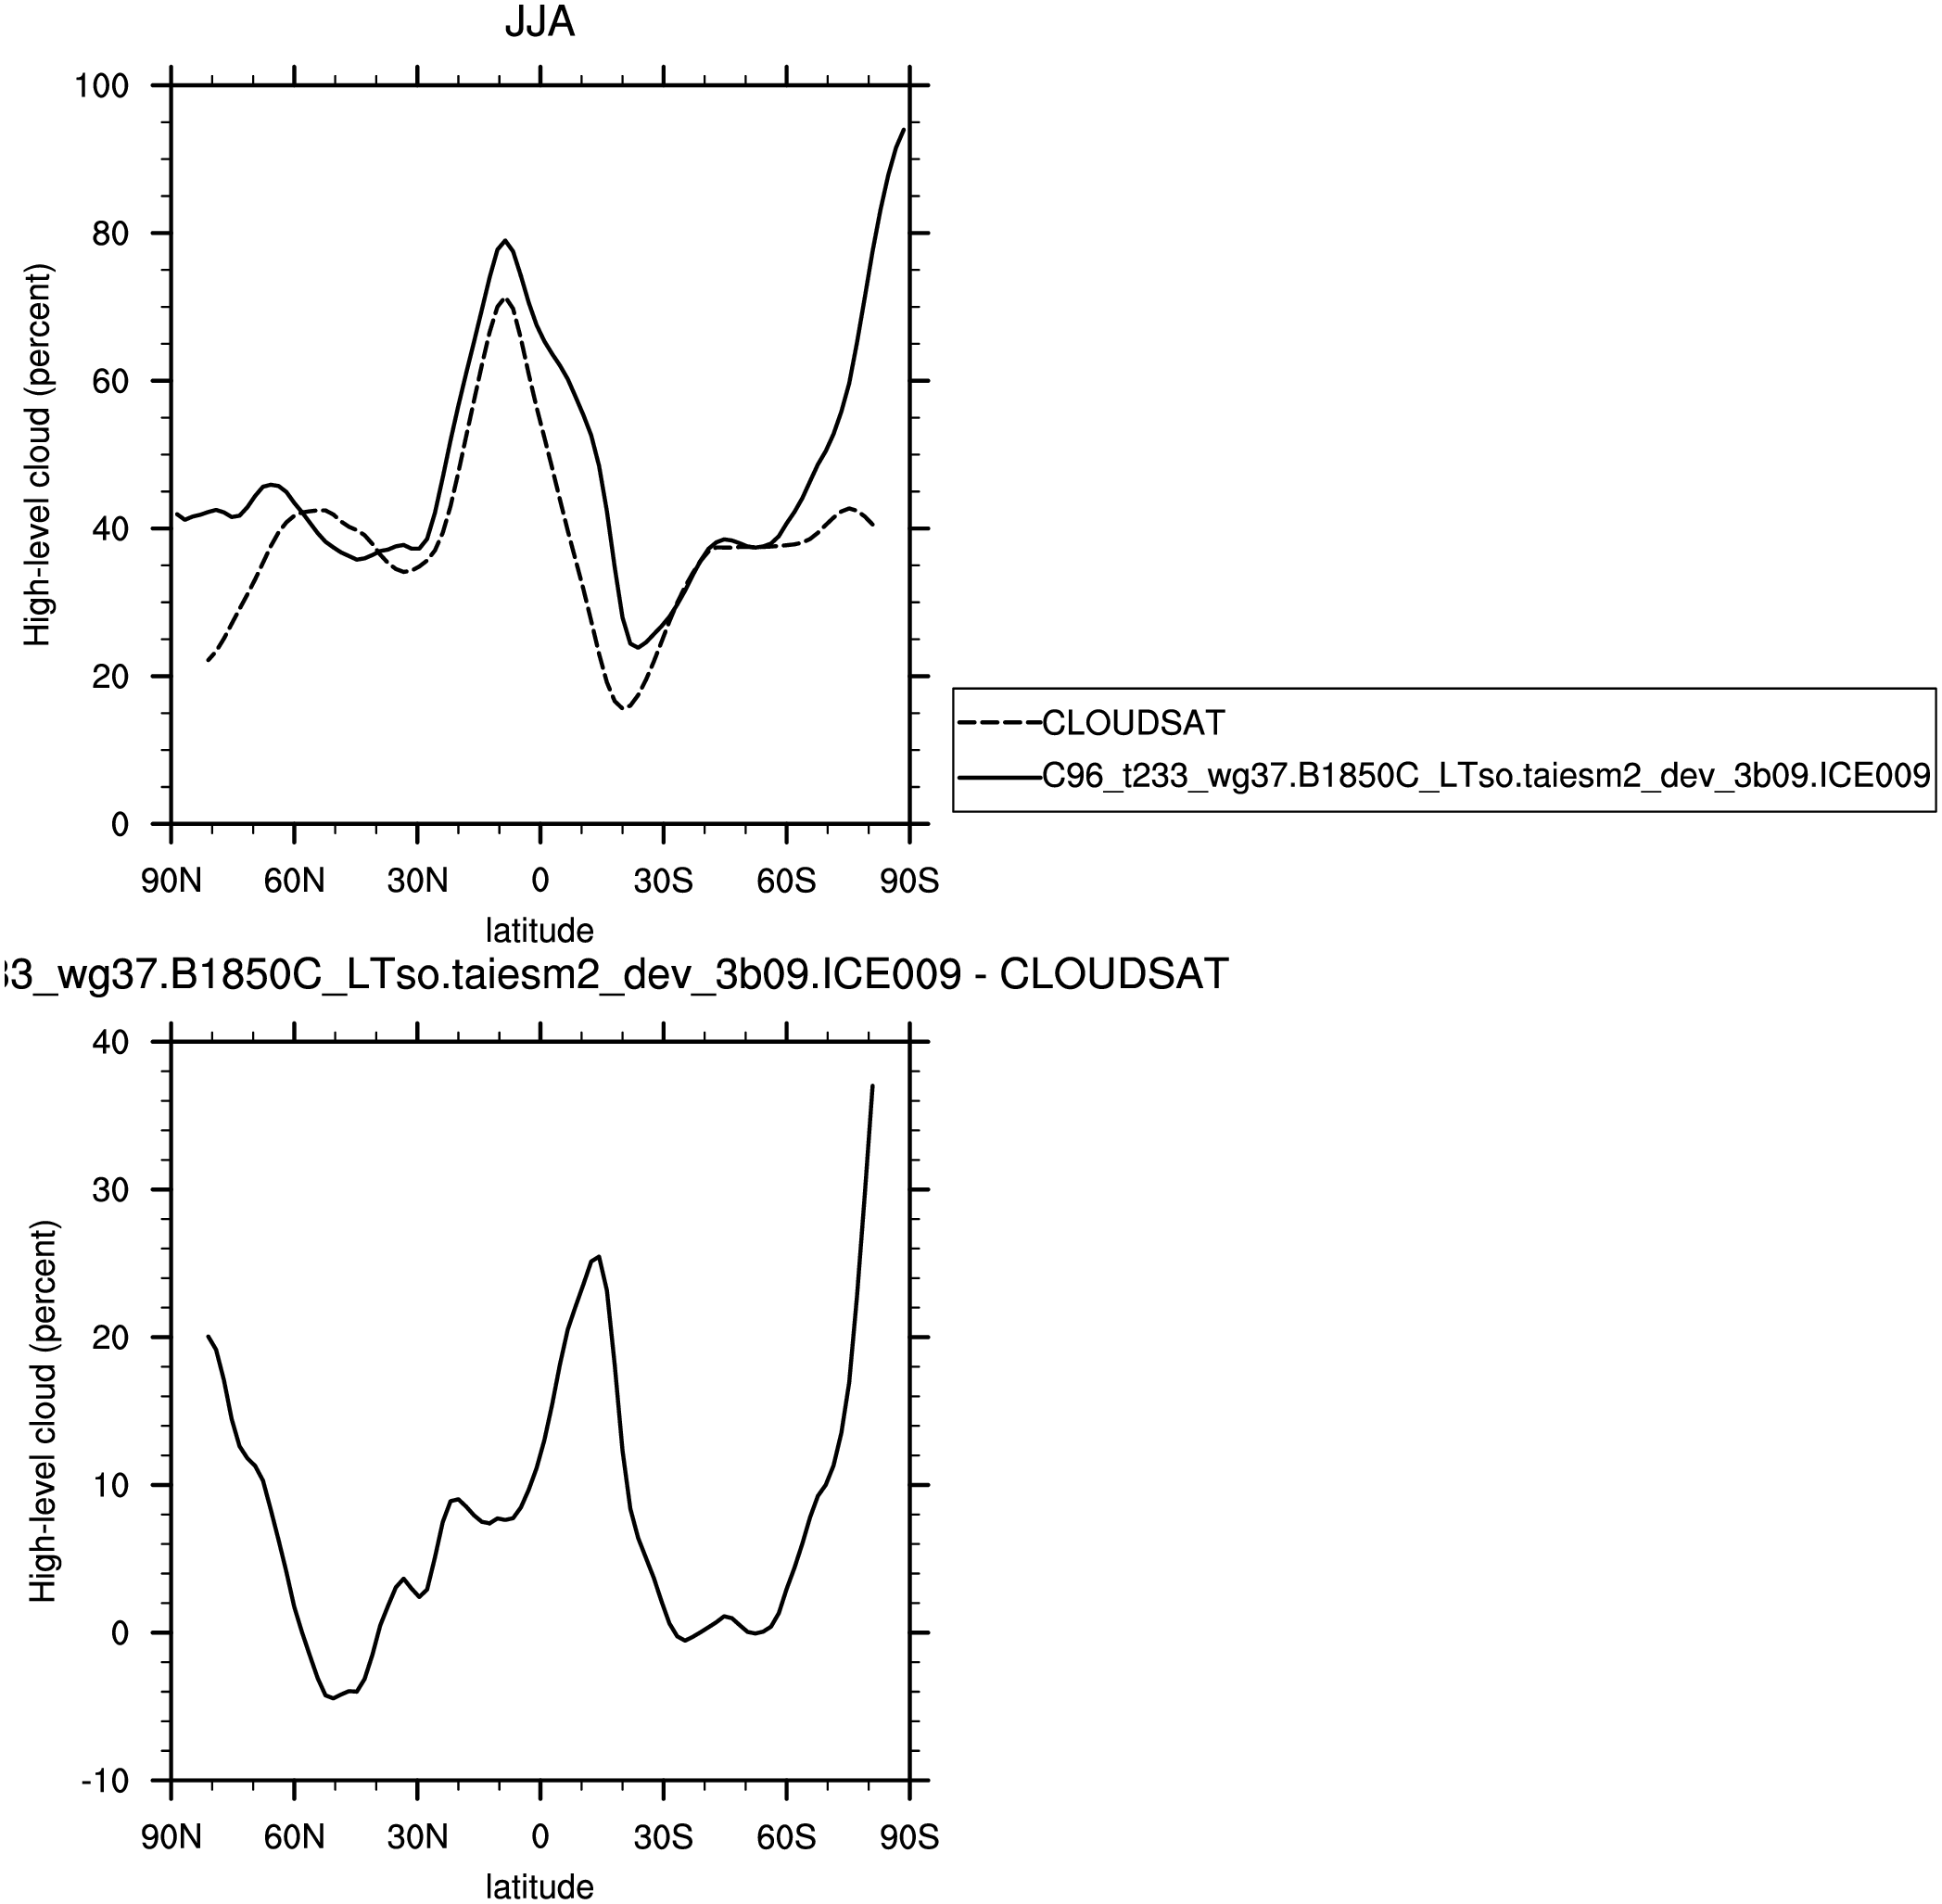 JJA
100
80
60
40
20
0
High-level cloud (percent)
90N 60N 30N 0 30S 60S 90S
latitude
CLOUDSAT
C96_t233_wg37.B1850C_LTso.taiesm2_dev_3b09.ICE009
3_wg37.B1850C_LTso.taiesm2_dev_3b09.ICE009 - CLOUDSAT
40
30
20
10
0
-10
High-level cloud (percent)
90N 60N 30N 0 30S 60S 90S
latitude